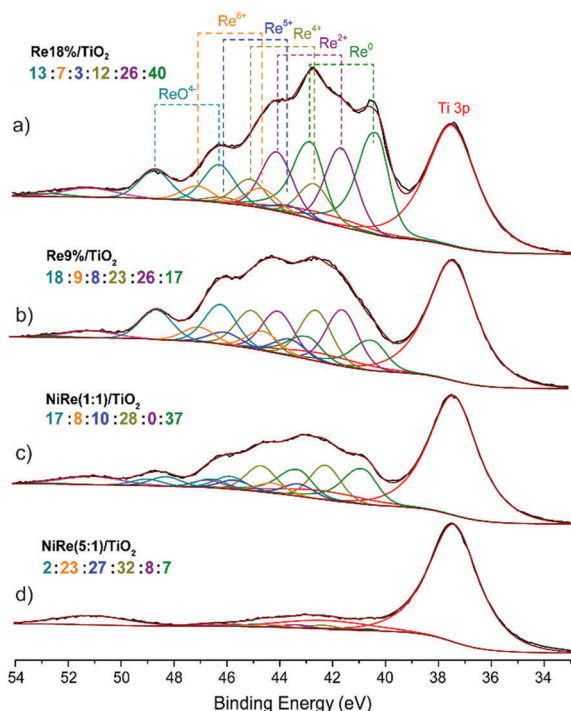 Re⁶⁺
Re⁵⁺
Re⁴⁺
Re²⁺
Re⁰
ReO⁴⁻
Re18%/TiO₂
13:7:3:12:26:40
Ti 3p
a)
Re9%/TiO₂
18:9:8:23:26:17
b)
NiRe(1:1)/TiO₂
17:8:10:28:0:37
c)
NiRe(5:1)/TiO₂
2:23:27:32:8:7
d)
54 52 50 48 46 44 42 40 38 36 34
Binding Energy (eV)